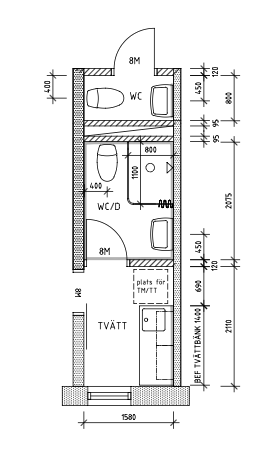 8M
120
400
450
WC
800
95
95
800
1100
400
WC/D
2075
450
8M
120
plats för
TM/TT
8M
690
TVÄTT
BEF TVÄTTBÄNK 1400
2110
1580